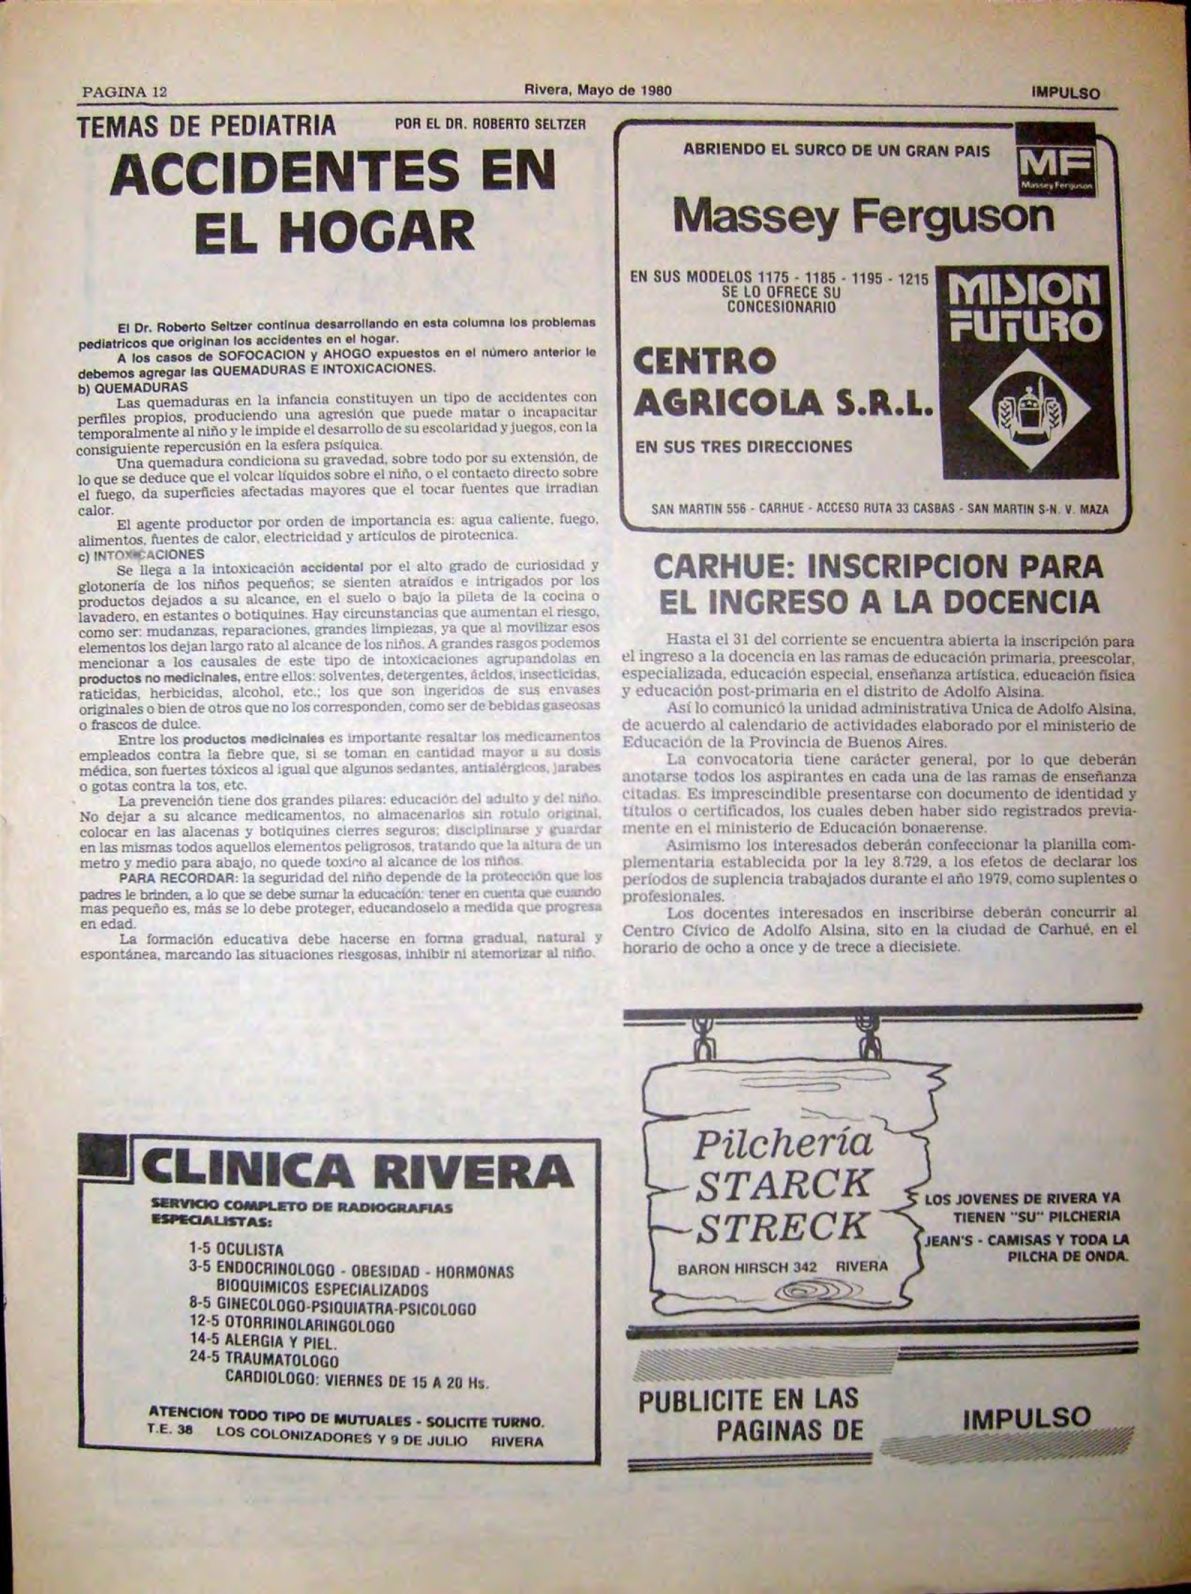 PAGINA 12
Rivera, Mayo de 1980
IMPULSO
TEMAS DE PEDIATRIA
POR EL DR. ROBERTO SELTZER
ACCIDENTES EN
EL HOGAR
El Dr. Roberto Seltzer continua desarrollando en esta columna los problemas
pediatricos que originan los accidentes en el hogar.
A los casos de SOFOCACION y AHOGO expuestos en el número anterior le
debemos agregar las QUEMADURAS E INTOXICACIONES.
b) QUEMADURAS
Las quemaduras en la infancia constituyen un tipo de accidentes con
perfiles propios, produciendo una agresión que puede matar o incapacitar
temporalmente al niño y le impide el desarrollo de su escolaridad y juegos, con la
consiguiente repercusión en la esfera psíquica.
Una quemadura condiciona su gravedad, sobre todo por su extensión, de
lo que se deduce que el volcar líquidos sobre el niño, o el contacto directo sobre
el fuego, da superficies afectadas mayores que el tocar fuentes que irradian
calor.
El agente productor por orden de importancia es: agua caliente, fuego,
alimentos, fuentes de calor, electricidad y artículos de pirotecnica.
c) INTOXICACIONES
Se llega a la intoxicación accidental por el alto grado de curiosidad y
glotonería de los niños pequeños; se sienten atraídos e intrigados por los
productos dejados a su alcance, en el suelo o bajo la pileta de la cocina o
lavadero, en estantes o botiquines. Hay circunstancias que aumentan el riesgo,
como ser: mudanzas, reparaciones, grandes limpiezas, ya que al movilizar esos
elementos los dejan largo rato al alcance de los niños. A grandes rasgos podemos
mencionar a los causales de este tipo de intoxicaciones agrupandolas en
productos no medicinales, entre ellos: solventes, detergentes, ácidos, insecticidas,
raticidas, herbicidas, alcohol, etc.; los que son ingeridos de sus envases
originales o bien de otros que no los corresponden, como ser de bebidas gaseosas
o frascos de dulce.
Entre los productos medicinales es importante resaltar los medicamentos
empleados contra la fiebre que, si se toman en cantidad mayor a su dosis
médica, son fuertes tóxicos al igual que algunos sedantes, antialérgicos, jarabes
o gotas contra la tos, etc.
La prevención tiene dos grandes pilares: educación del adulto y del niño.
No dejar a su alcance medicamentos, no almacenarlos sin rotulo original,
colocar en las alacenas y botiquines cierres seguros; disciplinarse y guardar
en las mismas todos aquellos elementos peligrosos, tratando que la altura de un
metro y medio para abajo, no quede toxico al alcance de los niños.
PARA RECORDAR: la seguridad del niño depende de la protección que los
padres le brinden, a lo que se debe sumar la educación; tener en cuenta que cuando
mas pequeño es, más se lo debe proteger, educandoselo a medida que progresa
en edad.
La formación educativa debe hacerse en forma gradual, natural y
espontánea, marcando las situaciones riesgosas, inhibir ni atemorizar al niño.
CLINICA RIVERA
SERVICIO COMPLETO DE RADIOGRAFIAS
ESPECIALISTAS:
1-5 OCULISTA
3-5 ENDOCRINOLOGO - OBESIDAD - HORMONAS
BIOQUIMICOS ESPECIALIZADOS
8-5 GINECOLOGO-PSIQUIATRA-PSICOLOGO
12-5 OTORRINOLARINGOLOGO
14-5 ALERGIA Y PIEL.
24-5 TRAUMATOLOGO
CARDIOLOGO: VIERNES DE 15 A 20 Hs.
ATENCION TODO TIPO DE MUTUALES - SOLICITE TURNO.
T.E. 38 LOS COLONIZADORES Y 9 DE JULIO RIVERA
ABRIENDO EL SURCO DE UN GRAN PAIS
MF
Massey Ferguson
Massey Ferguson
EN SUS MODELOS 1175 - 1185 - 1195 - 1215
SE LO OFRECE SU
CONCESIONARIO
MISION
FUTURO
CENTRO
AGRICOLA S.R.L.
EN SUS TRES DIRECCIONES
SAN MARTIN 556 - CARHUE - ACCESO RUTA 33 CASBAS - SAN MARTIN S-N. V. MAZA
CARHUE: INSCRIPCION PARA
EL INGRESO A LA DOCENCIA
Hasta el 31 del corriente se encuentra abierta la inscripción para
el ingreso a la docencia en las ramas de educación primaria, preescolar,
especializada, educación especial, enseñanza artística, educación física
y educación post-primaria en el distrito de Adolfo Alsina.
Así lo comunicó la unidad administrativa Unica de Adolfo Alsina,
de acuerdo al calendario de actividades elaborado por el ministerio de
Educación de la Provincia de Buenos Aires.
La convocatoria tiene carácter general, por lo que deberán
anotarse todos los aspirantes en cada una de las ramas de enseñanza
citadas. Es imprescindible presentarse con documento de identidad y
títulos o certificados, los cuales deben haber sido registrados previa-
mente en el ministerio de Educación bonaerense.
Asimismo los interesados deberán confeccionar la planilla com-
plementaria establecida por la ley 8.729, a los efetos de declarar los
períodos de suplencia trabajados durante el año 1979, como suplentes o
profesionales.
Los docentes interesados en inscribirse deberán concurrir al
Centro Cívico de Adolfo Alsina, sito en la ciudad de Carhué, en el
horario de ocho a once y de trece a diecisiete.
Pilchería
STARCK
STRECK
BARON HIRSCH 342 RIVERA
LOS JOVENES DE RIVERA YA
TIENEN "SU" PILCHERIA
JEAN'S - CAMISAS Y TODA LA
PILCHA DE ONDA.
PUBLICITE EN LAS
PAGINAS DE
IMPULSO